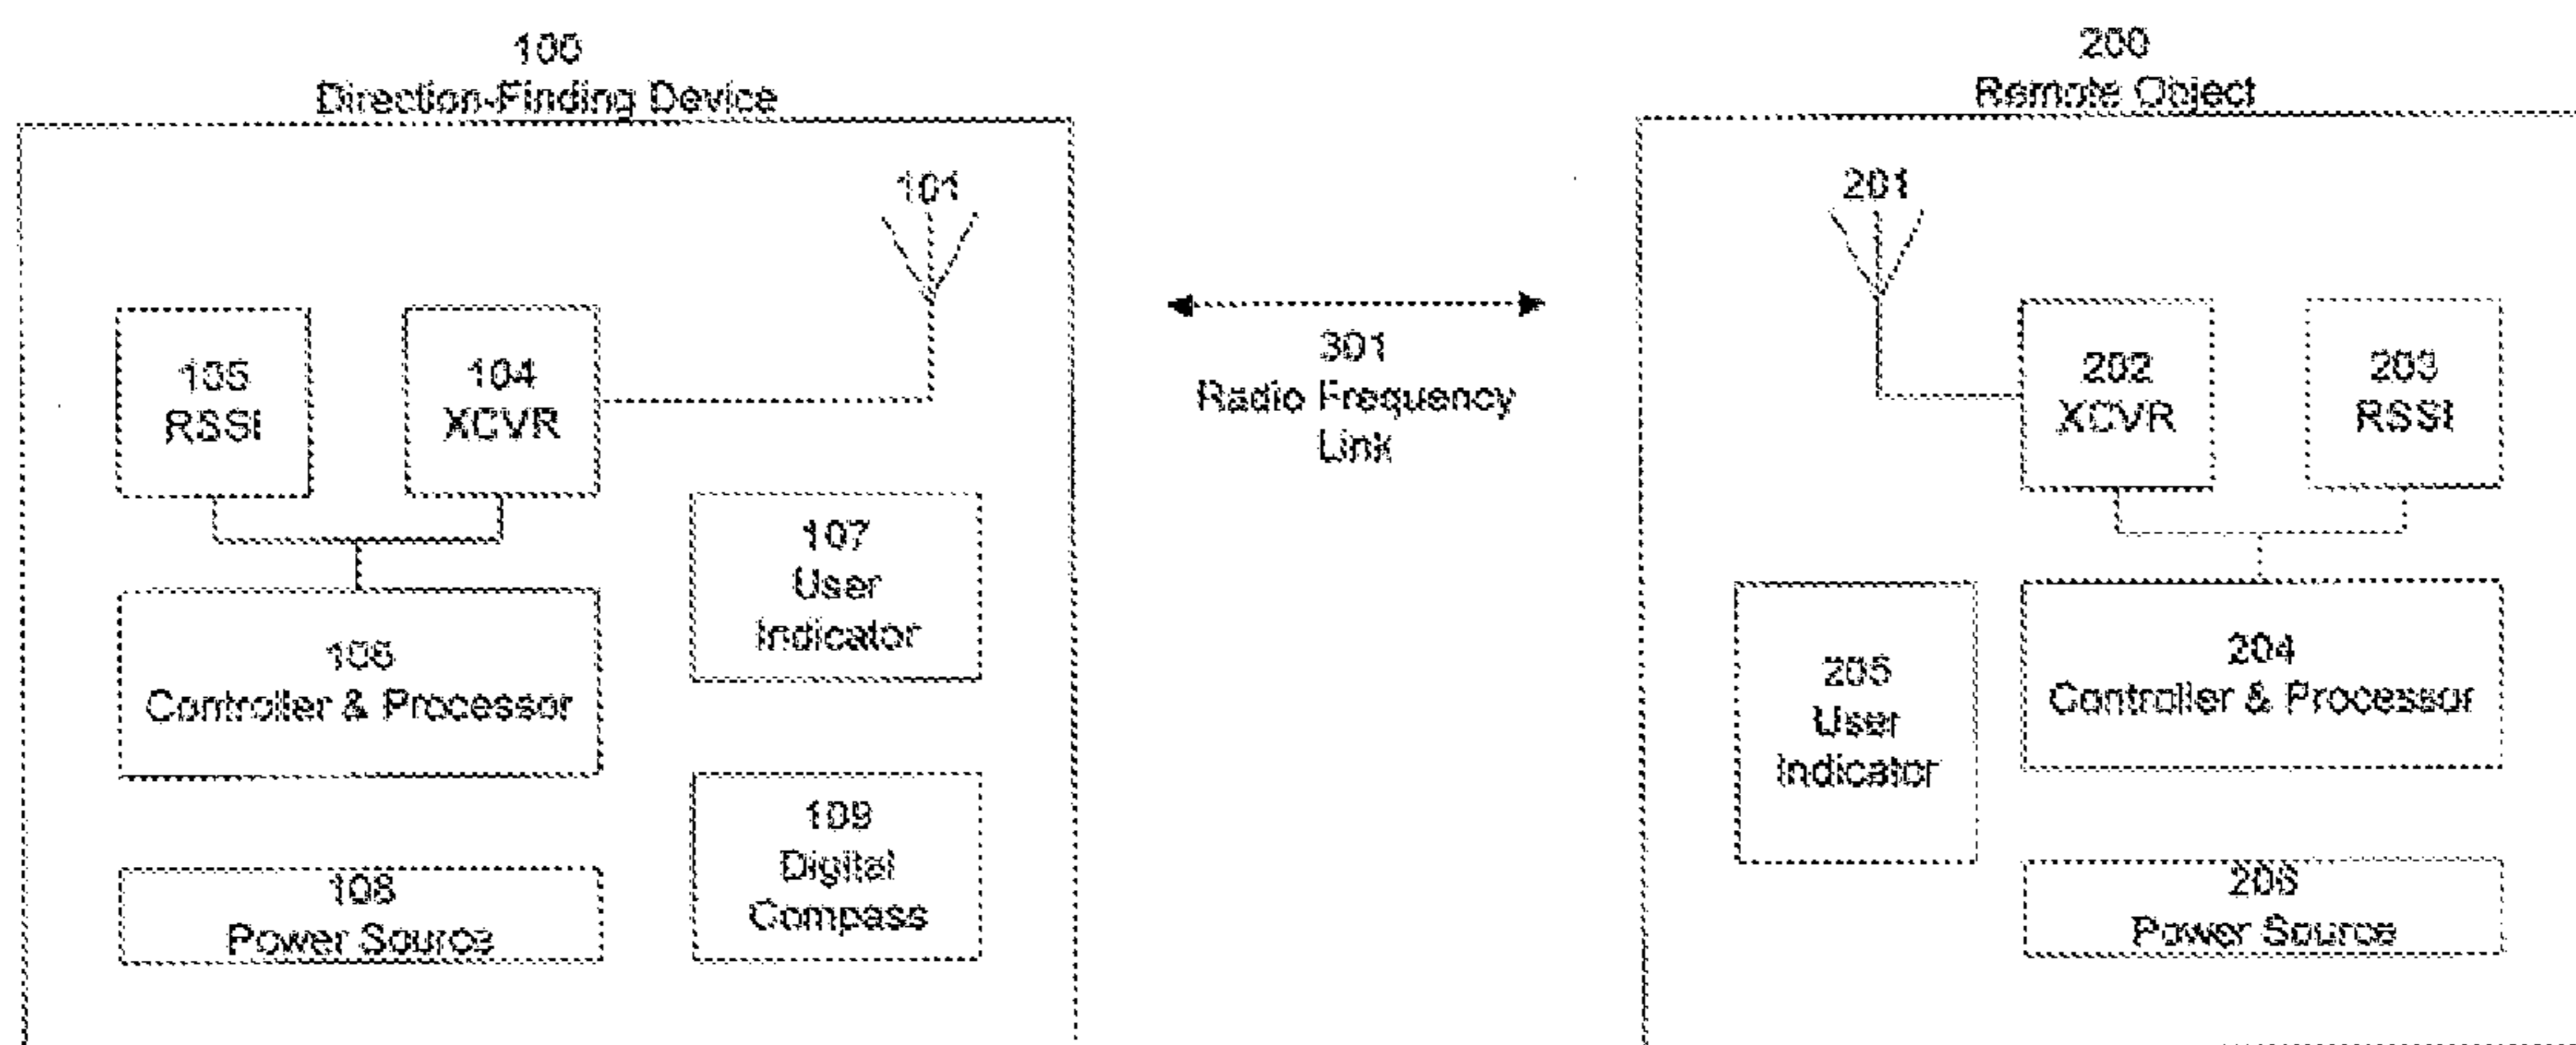 100
Direction-Finding Device
101
105
RSSI
104
XCVR
107
User
Indicator
106
Controller & Processor
109
Digital
Compass
108
Power Source
301
Radio Frequency
Link
200
Remote Object
201
202
XCVR
203
RSSI
205
User
Indicator
204
Controller & Processor
206
Power Source